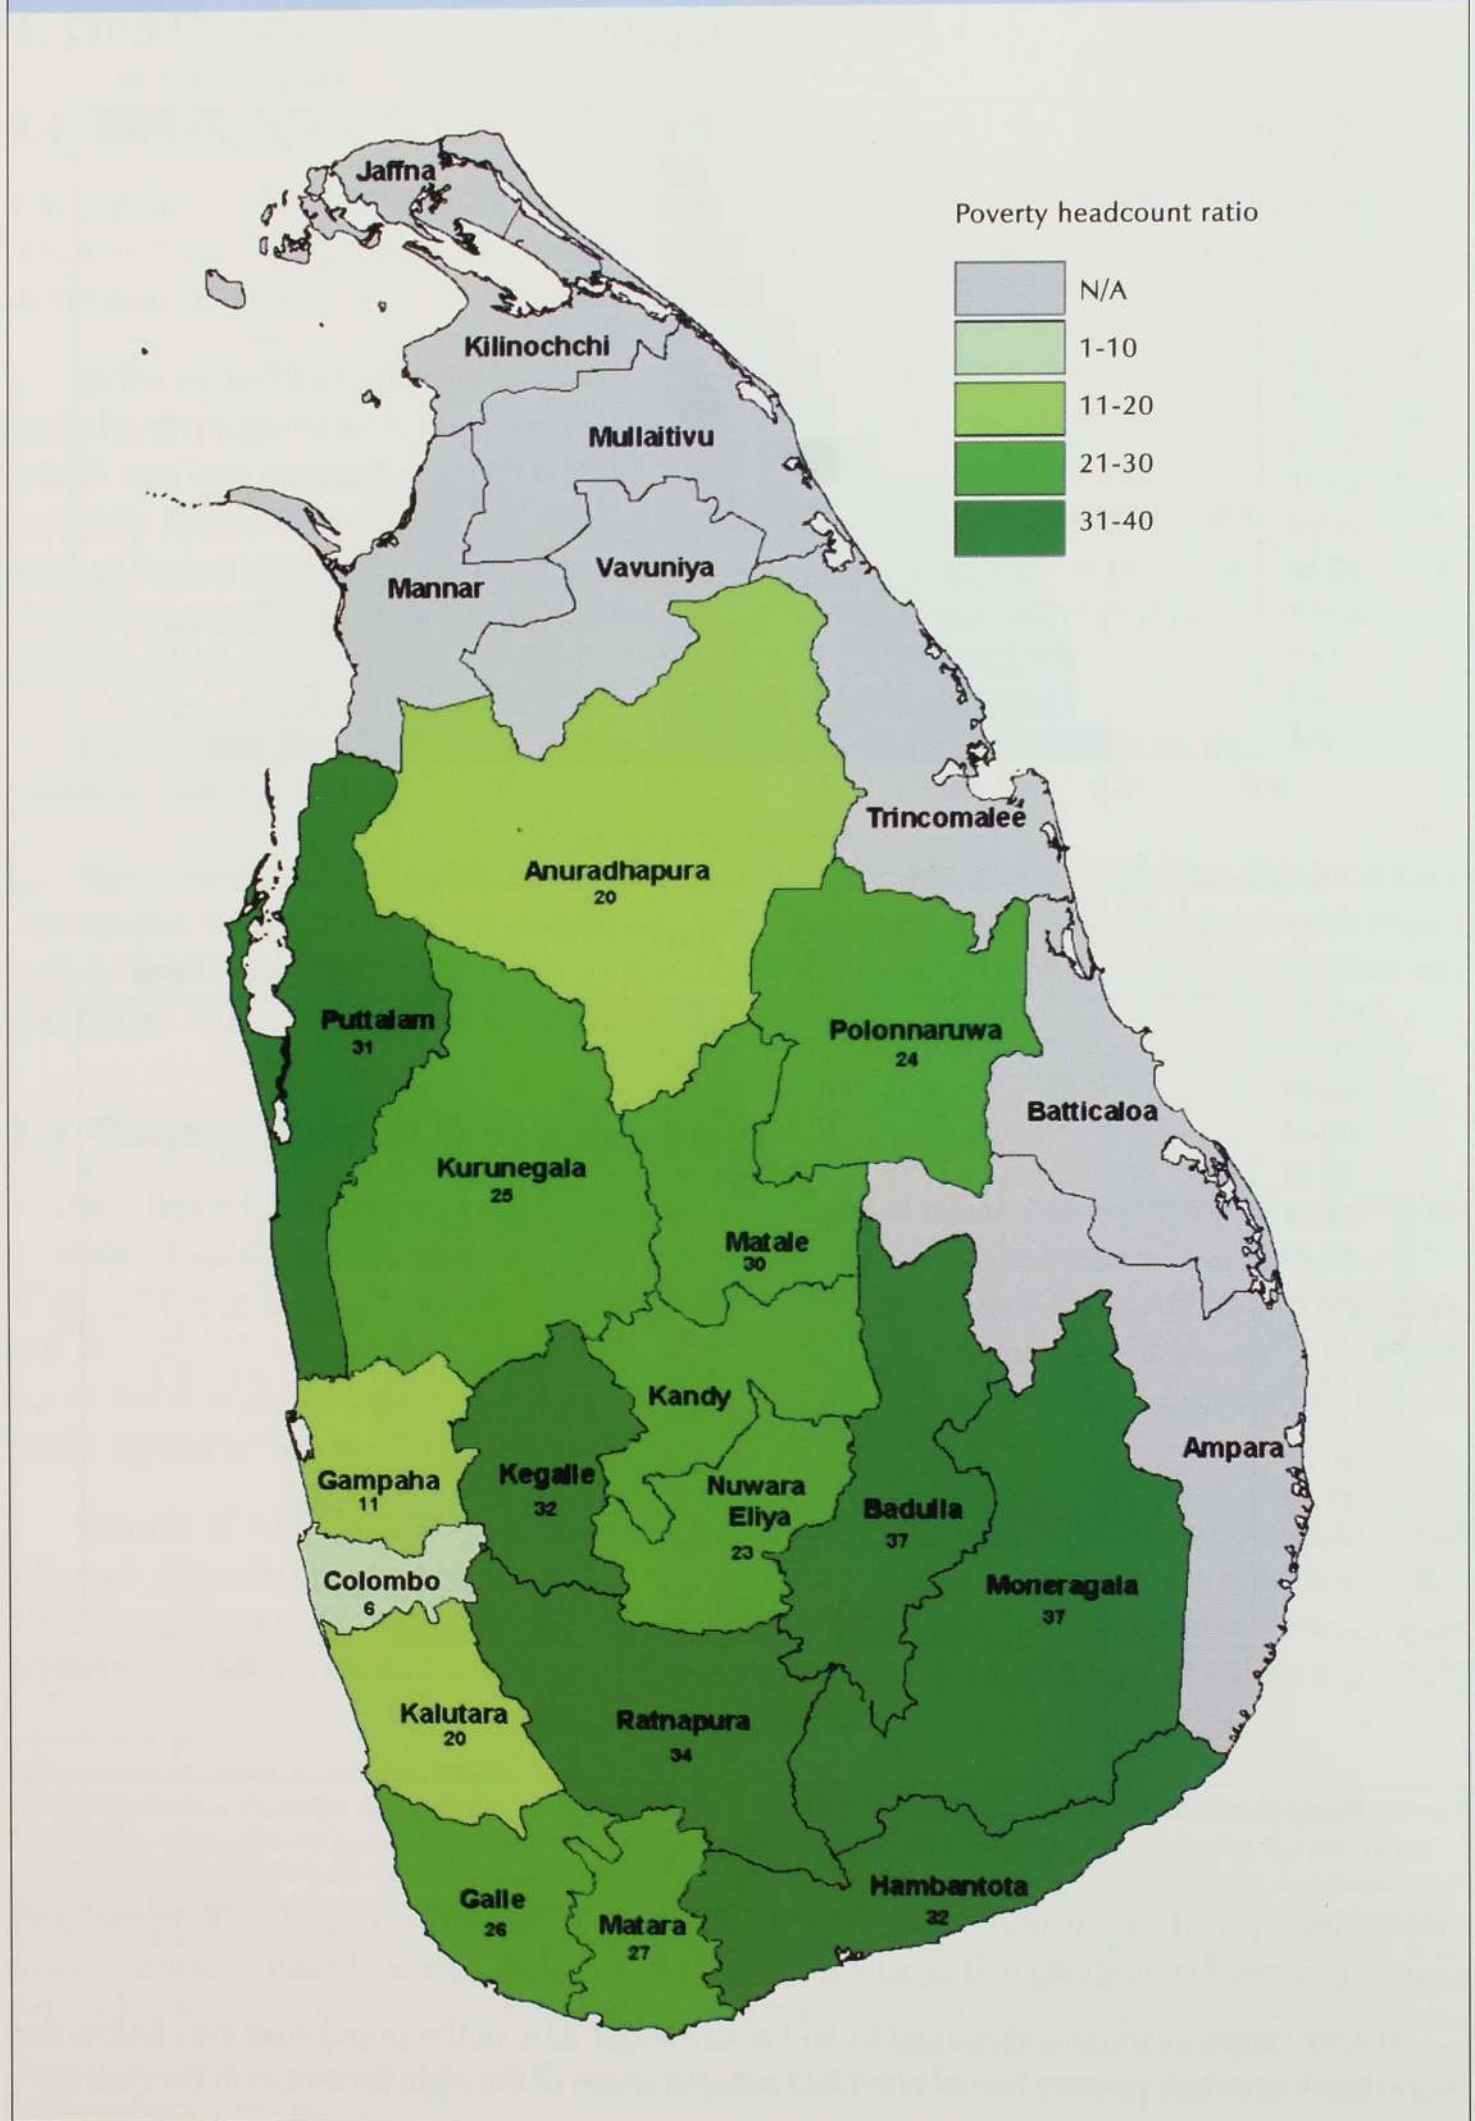 Jaffna
Poverty headcount ratio
N/A
Kilinochchi
1-10
11-20
Mullaitivu
21-30
31-40
Vavuniya
Mannar
Trincomalee
Anuradhapura
20
Puttalam
31
Polonnaruwa
24
Batticaloa
Kurunegala
25
Matale
30
Kandy
Ampara
Gampaha
11
Kegalle
32
Nuwara
Eliya
23
Badulla
37
Colombo
6
Moneragala
37
Kalutara
20
Ratnapura
34
Galle
26
Matara
27
Hambantota
32